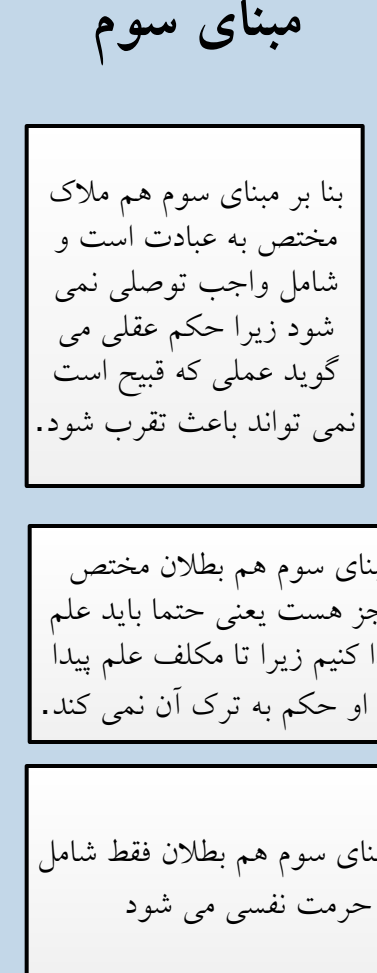 مبنای سوم
بنا بر مبنای سوم هم ملاک
مختص به عبادت است و
شامل واجب توصلی نمی
شود زیرا حکم عقلی می
گوید عملی که قبیح است
نمی تواند باعث تقرب شود.
سوم هم بطلان مختص
هست یعنی حتما باید علم
کنیم زیرا تا مکلف علم پیدا
او حکم به ترک آن نمی کند.
سوم هم بطلان فقط شامل
حرمت نفسی می شود